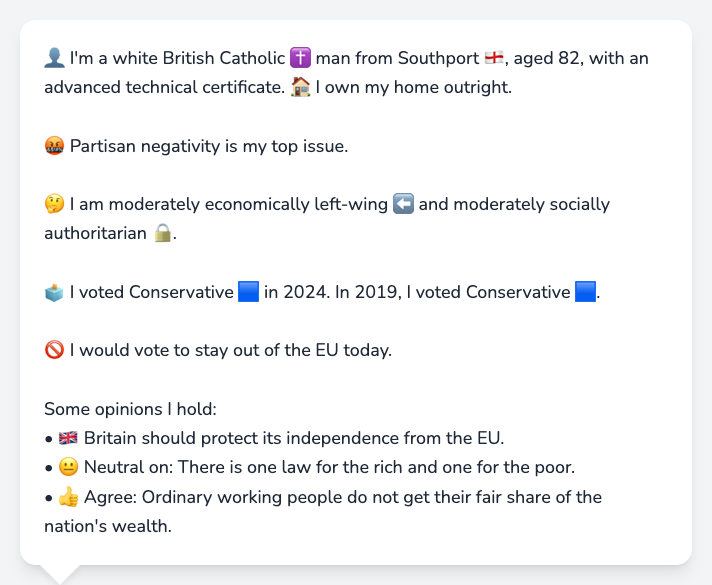 👤 I'm a white British Catholic ✝️ man from Southport 🏴󠁧󠁢󠁥󠁮󠁧󠁿, aged 82, with an
advanced technical certificate. 🏠 I own my home outright.
🤬 Partisan negativity is my top issue.
🤔 I am moderately economically left-wing ⬅️ and moderately socially
authoritarian 🔒.
🗳️ I voted Conservative 🟦 in 2024. In 2019, I voted Conservative 🟦.
🚫 I would vote to stay out of the EU today.
Some opinions I hold:
• 🇬🇧 Britain should protect its independence from the EU.
• 😐 Neutral on: There is one law for the rich and one for the poor.
• 👍 Agree: Ordinary working people do not get their fair share of the
nation's wealth.